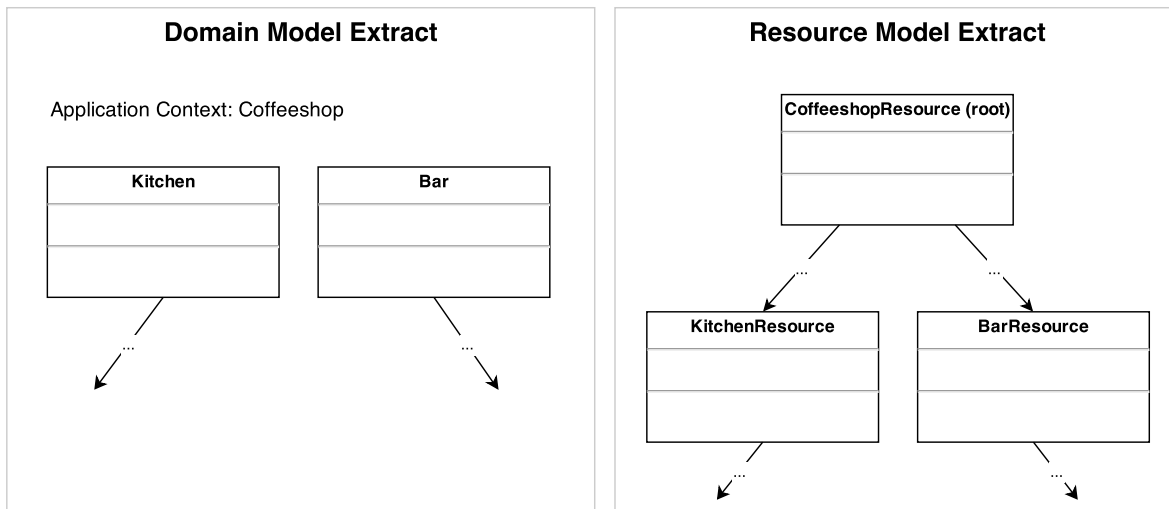 Domain Model Extract
Application Context: Coffeeshop
Kitchen
Bar
...
...
Resource Model Extract
CoffeeshopResource (root)
...
...
KitchenResource
BarResource
...
...